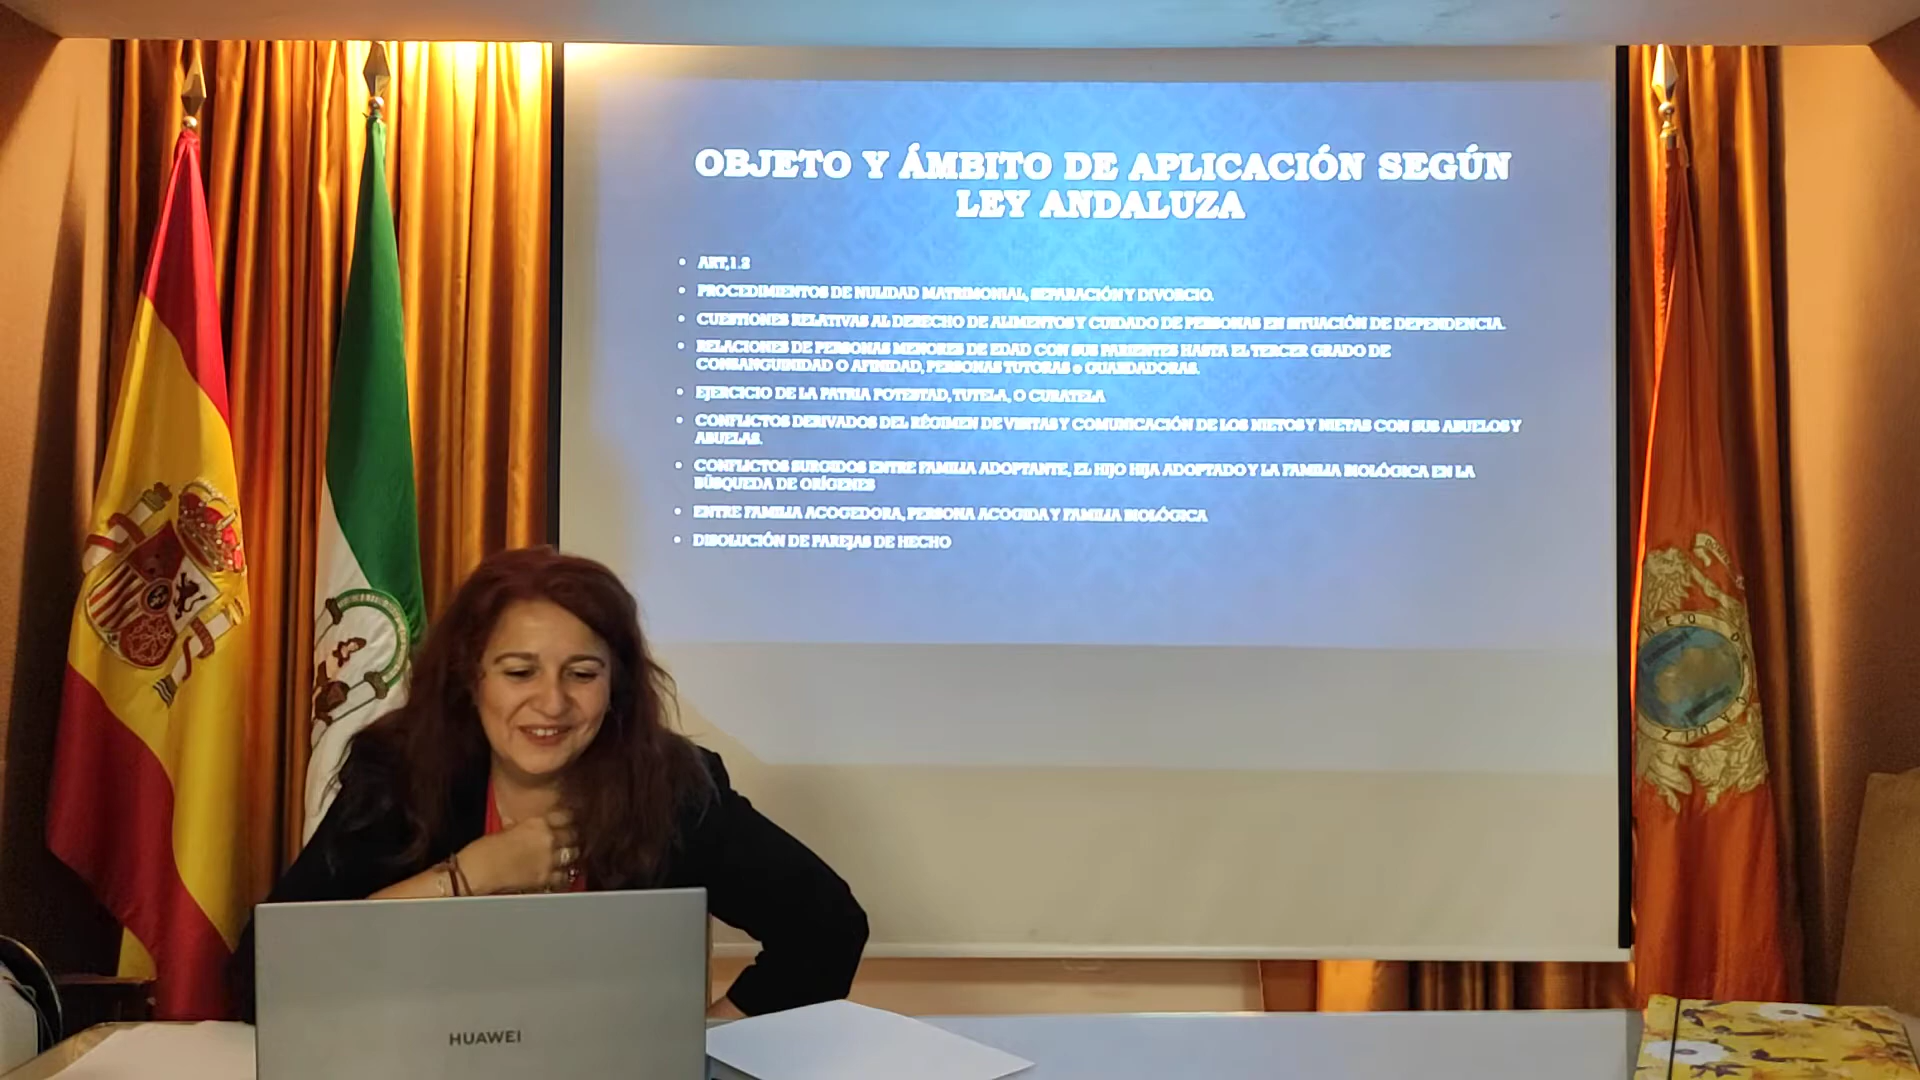 OBJETO Y ÁMBITO DE APLICACIÓN SEGÚN
LEY ANDALUZA
• ART,1.2
• PROCEDIMIENTOS DE NULIDAD MATRIMONIAL, SEPARACIÓN Y DIVORCIO.
• CUESTIONES RELATIVAS AL DERECHO DE ALIMENTOS Y CUIDADO DE PERSONAS EN SITUACIÓN DE DEPENDENCIA.
• RELACIONES DE PERSONAS MENORES DE EDAD CON SUS PARIENTES HASTA EL TERCER GRADO DE
CONSANGUINIDAD O AFINIDAD, PERSONAS TUTORAS o GUARDADORAS.
• EJERCICIO DE LA PATRIA POTESTAD, TUTELA, O CURATELA
• CONFLICTOS DERIVADOS DEL RÉGIMEN DE VISITAS Y COMUNICACIÓN DE LOS NIETOS Y NIETAS CON SUS ABUELOS Y
ABUELAS.
• CONFLICTOS SURGIDOS ENTRE FAMILIA ADOPTANTE, EL HIJO HIJA ADOPTADO Y LA FAMILIA BIOLÓGICA EN LA
BÚSQUEDA DE ORÍGENES
• ENTRE FAMILIA ACOGEDORA, PERSONA ACOGIDA Y FAMILIA BIOLÓGICA
• DISOLUCIÓN DE PAREJAS DE HECHO
HUAWEI